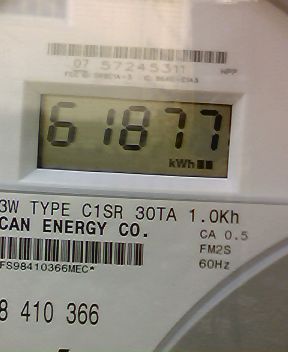 07 57245311
61877
kWh
3W TYPE C1SR 30TA 1.0Kh
CAN ENERGY CO.
CA 0.5
FM2S
60Hz
FS98410366MEC*
8 410 366